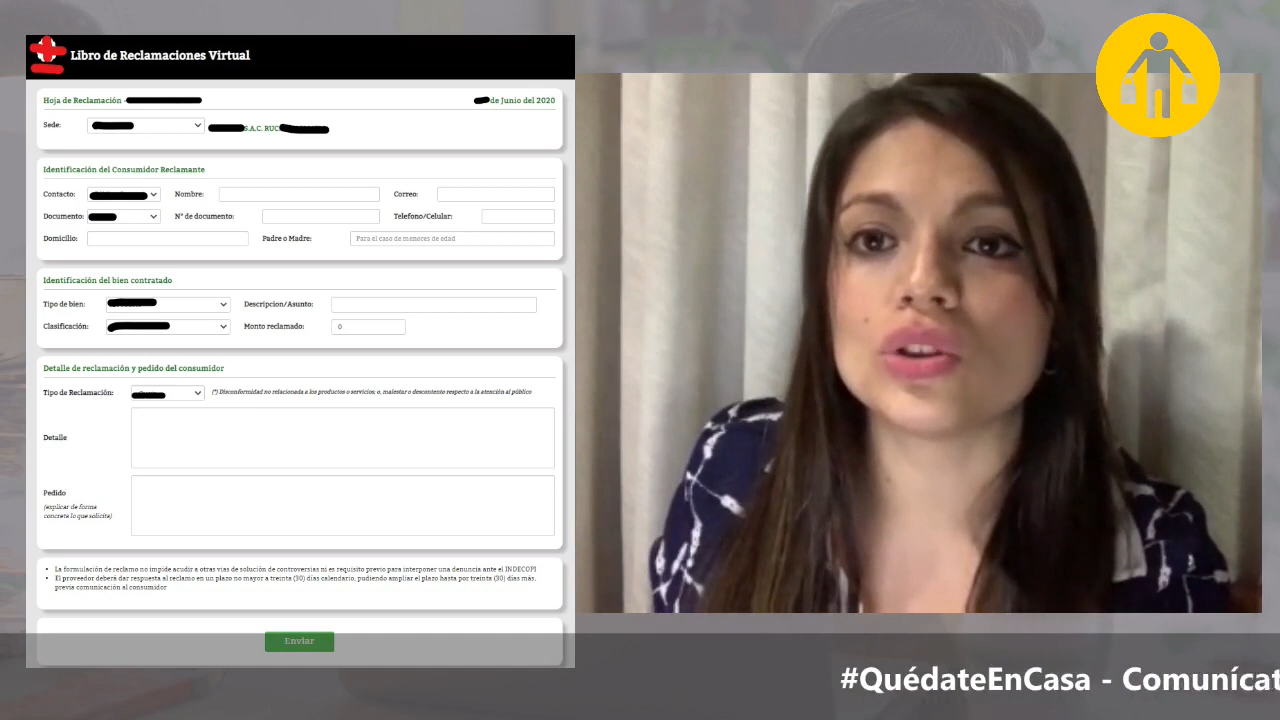 Libro de Reclamaciones Virtual
Hoja de Reclamación -
de Junio del 2020
Sede:
S.A.C. RUC
Identificación del Consumidor Reclamante
Contacto:
Nombre:
Correo:
Documento:
N° de documento:
Telefono/Celular:
Domicilio:
Padre o Madre:
Para el caso de menores de edad
Identificación del bien contratado
Tipo de bien:
Descripcion/Asunto:
Clasificación:
Monto reclamado:
0
Detalle de reclamación y pedido del consumidor
Tipo de Reclamación:
(*) Disconformidad no relacionada a los productos o servicios; o, malestar o descontento respecto a la atención al público
Detalle
Pedido
(explicar de forma
concreta lo que solicita)
• La formulación de reclamo no impide acudir a otras vías de solución de controversias ni es requisito previo para interponer una denuncia ante el INDECOPI
• El proveedor deberá dar respuesta al reclamo en un plazo no mayor a treinta (30) días calendario, pudiendo ampliar el plazo hasta por treinta (30) días más,
previa comunicación al consumidor
Enviar
#QuédateEnCasa - Comunícat